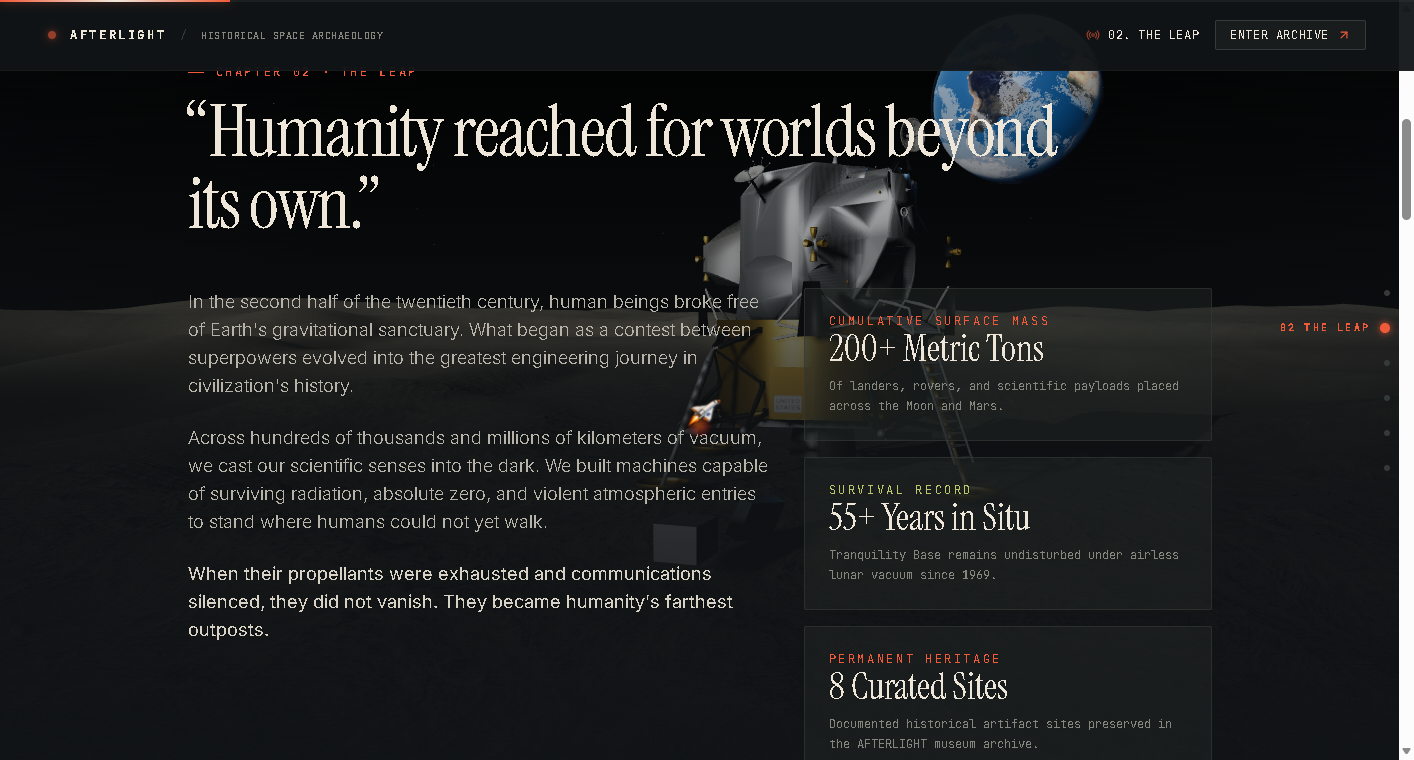 AFTERLIGHT / HISTORICAL SPACE ARCHAEOLOGY
02. THE LEAP
ENTER ARCHIVE
CHAPTER 02 · THE LEAP
“Humanity reached for worlds beyond
its own.”
In the second half of the twentieth century, human beings broke free
of Earth's gravitational sanctuary. What began as a contest between
superpowers evolved into the greatest engineering journey in
civilization's history.
Across hundreds of thousands and millions of kilometers of vacuum,
we cast our scientific senses into the dark. We built machines capable
of surviving radiation, absolute zero, and violent atmospheric entries
to stand where humans could not yet walk.
When their propellants were exhausted and communications
silenced, they did not vanish. They became humanity's farthest
outposts.
UNITED
STATES
CUMULATIVE SURFACE MASS
200+ Metric Tons
Of landers, rovers, and scientific payloads placed
across the Moon and Mars.
SURVIVAL RECORD
55+ Years in Situ
Tranquility Base remains undisturbed under airless
lunar vacuum since 1969.
PERMANENT HERITAGE
8 Curated Sites
Documented historical artifact sites preserved in
the AFTERLIGHT museum archive.
02 THE LEAP